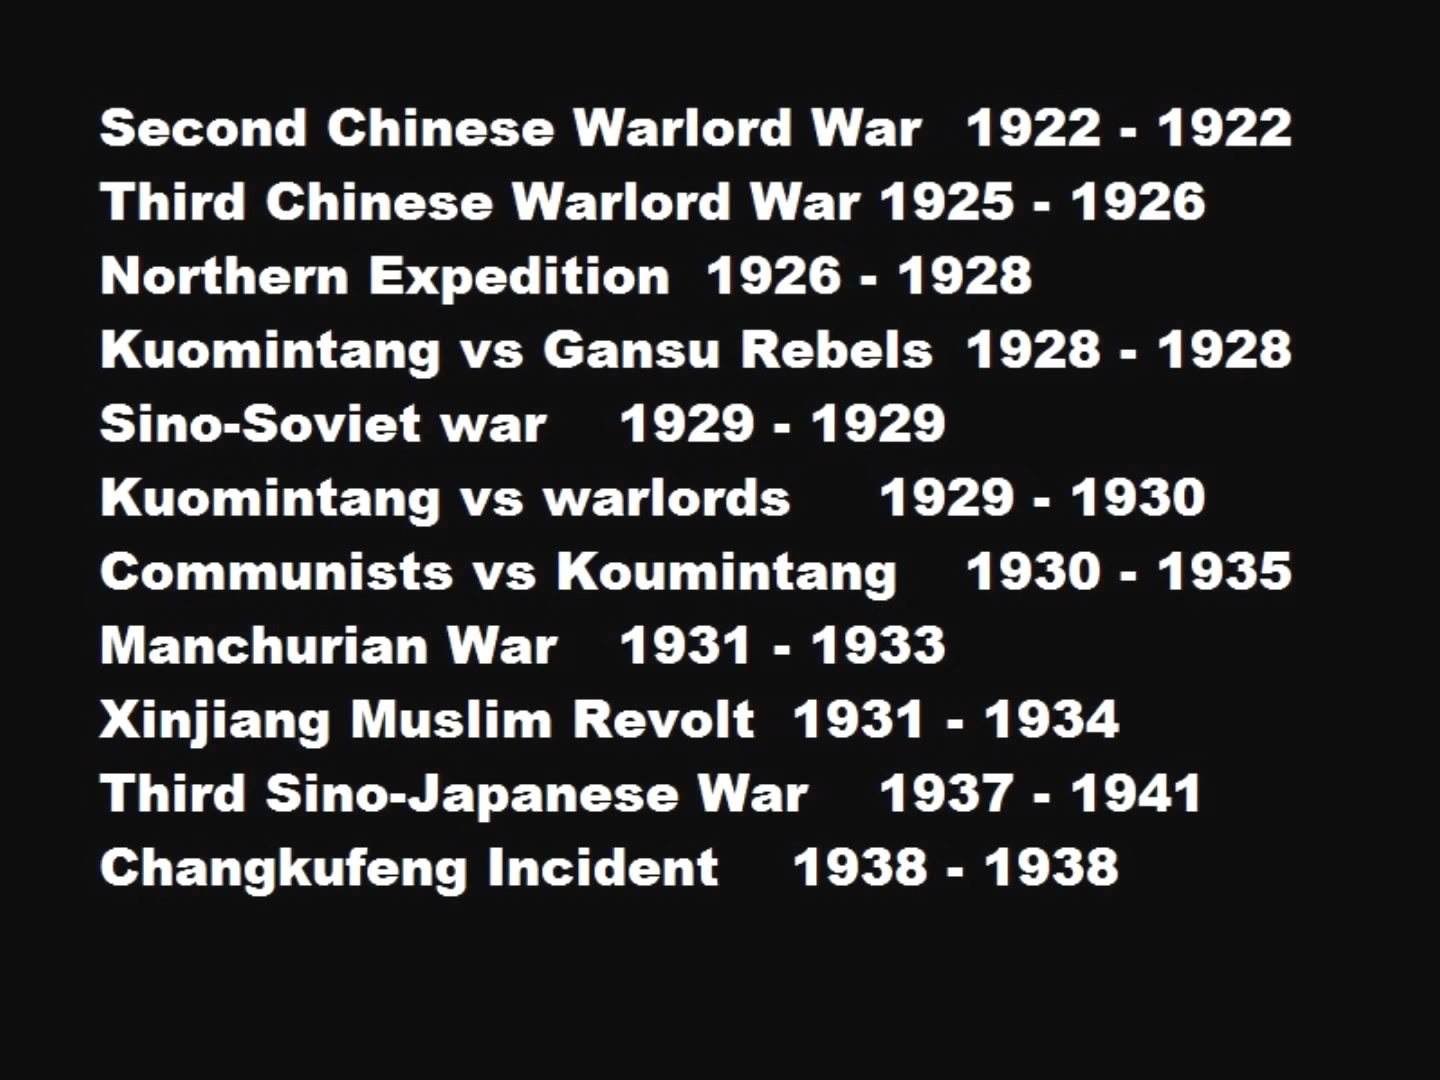 Second Chinese Warlord War 1922 - 1922
Third Chinese Warlord War 1925 - 1926
Northern Expedition 1926 - 1928
Kuomintang vs Gansu Rebels 1928 - 1928
Sino-Soviet war 1929 - 1929
Kuomintang vs warlords 1929 - 1930
Communists vs Koumintang 1930 - 1935
Manchurian War 1931 - 1933
Xinjiang Muslim Revolt 1931 - 1934
Third Sino-Japanese War 1937 - 1941
Changkufeng Incident 1938 - 1938